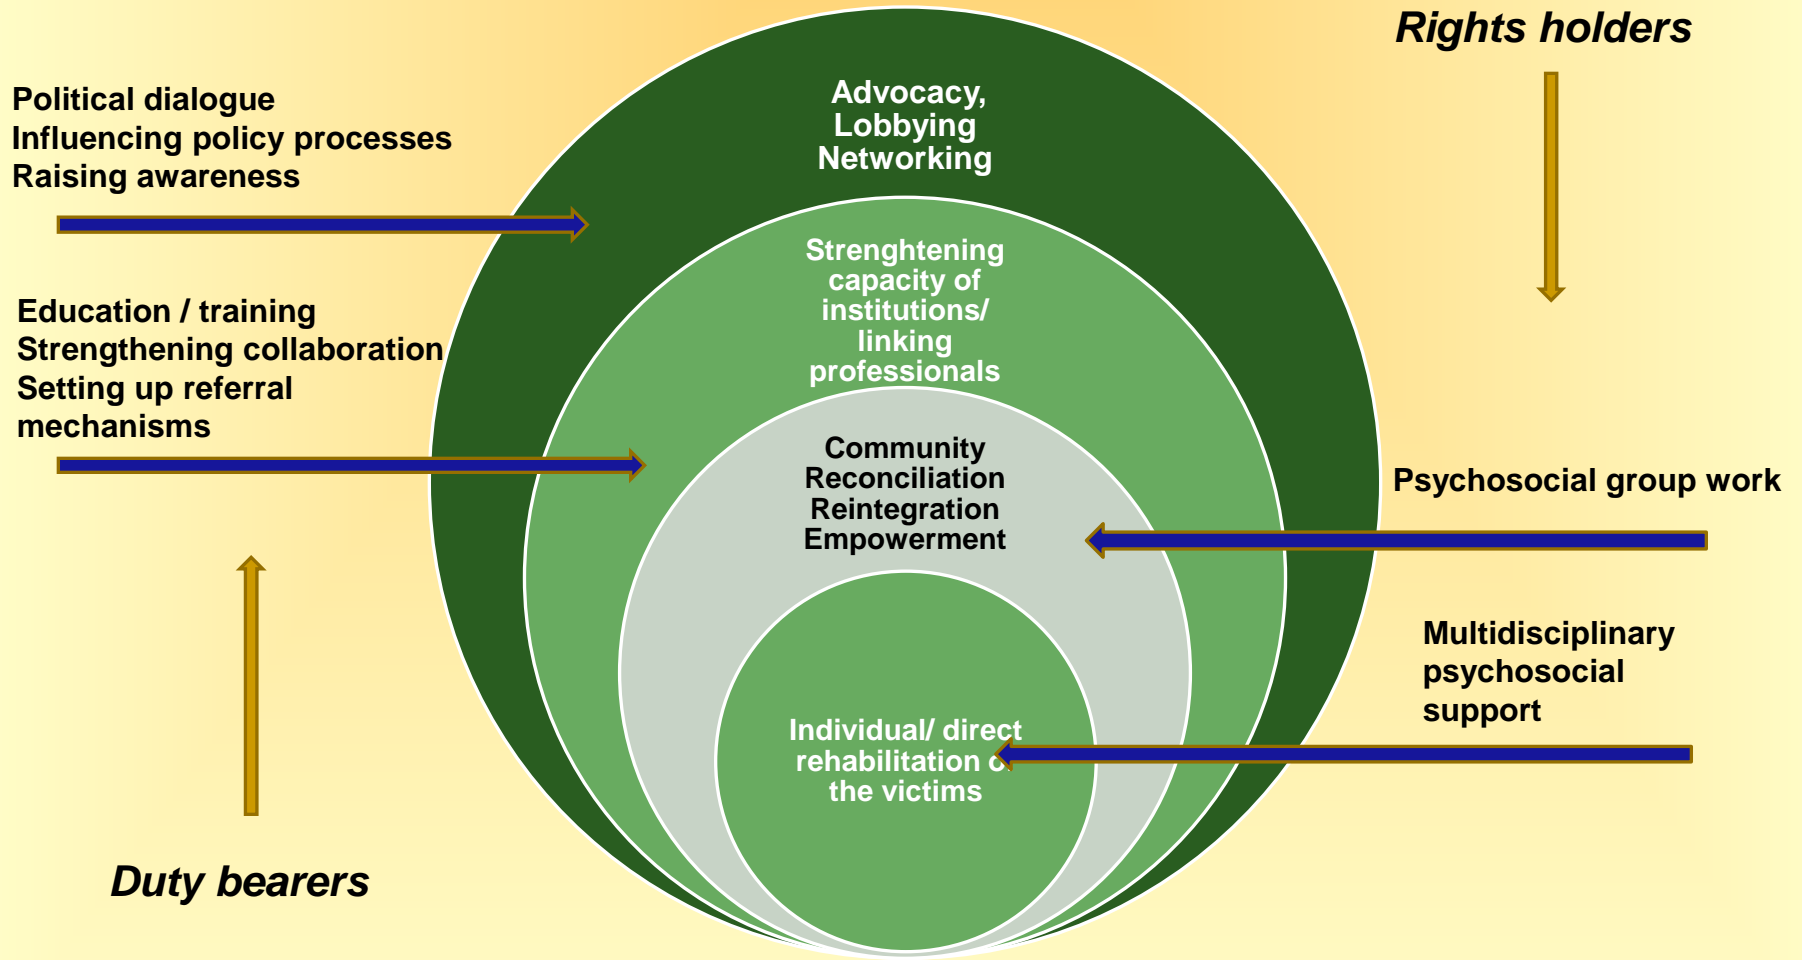 Rights holders
Political dialogue
Influencing policy processes
Raising awareness
Advocacy,
Lobbying
Networking
Education / training
Strengthening collaboration
Setting up referral
mechanisms
Strenghtening
capacity of
institutions/
linking
professionals
Community
Reconciliation
Reintegration
Empowerment
Psychosocial group work
Multidisciplinary
psychosocial
support
Individual/ direct
rehabilitation of
the victims
Duty bearers